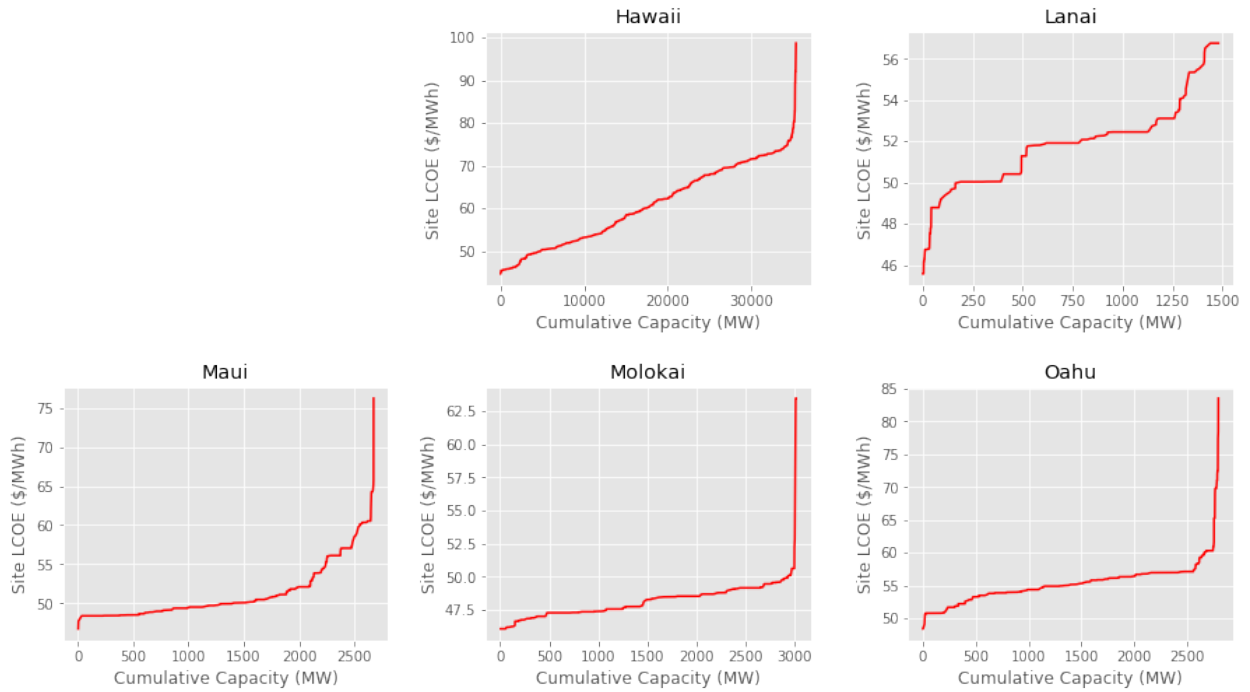 Hawaii
100
90
80
70
60
50
Site LCOE ($/MWh)
0 10000 20000 30000
Cumulative Capacity (MW)
Lanai
56
54
52
50
48
46
Site LCOE ($/MWh)
0 250 500 750 1000 1250 1500
Cumulative Capacity (MW)
Maui
75
70
65
60
55
50
Site LCOE ($/MWh)
0 500 1000 1500 2000 2500
Cumulative Capacity (MW)
Molokai
62.5
60.0
57.5
55.0
52.5
50.0
47.5
Site LCOE ($/MWh)
0 500 1000 1500 2000 2500 3000
Cumulative Capacity (MW)
Oahu
85
80
75
70
65
60
55
50
Site LCOE ($/MWh)
0 500 1000 1500 2000 2500
Cumulative Capacity (MW)